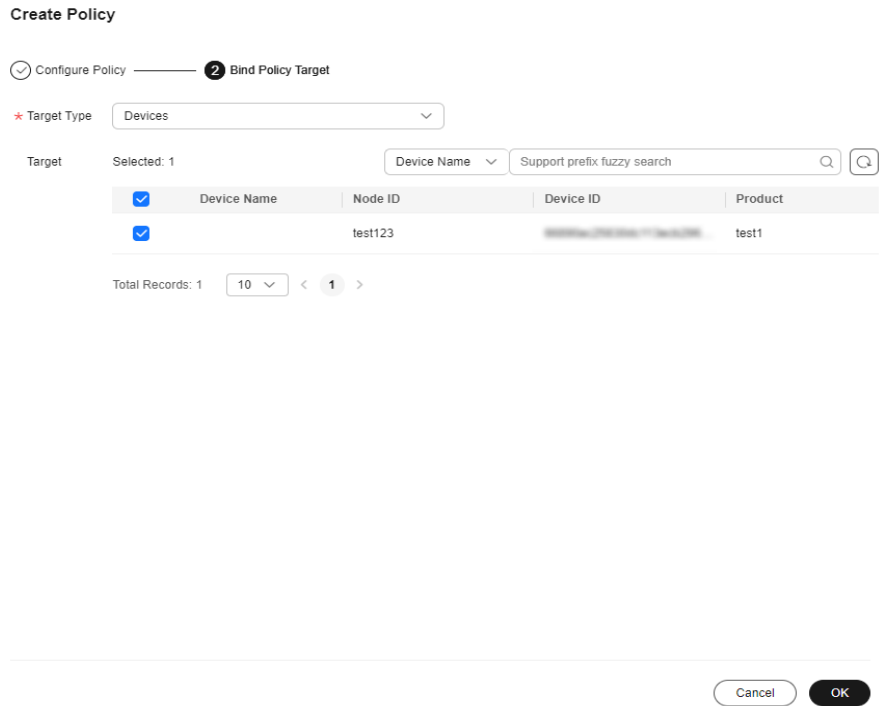 Create Policy
Configure Policy 2 Bind Policy Target
* Target Type Devices
Target Selected: 1 Device Name Support prefix fuzzy search
Device Name Node ID Device ID Product
test123 test1
Total Records: 1 10 < 1 >
Cancel OK